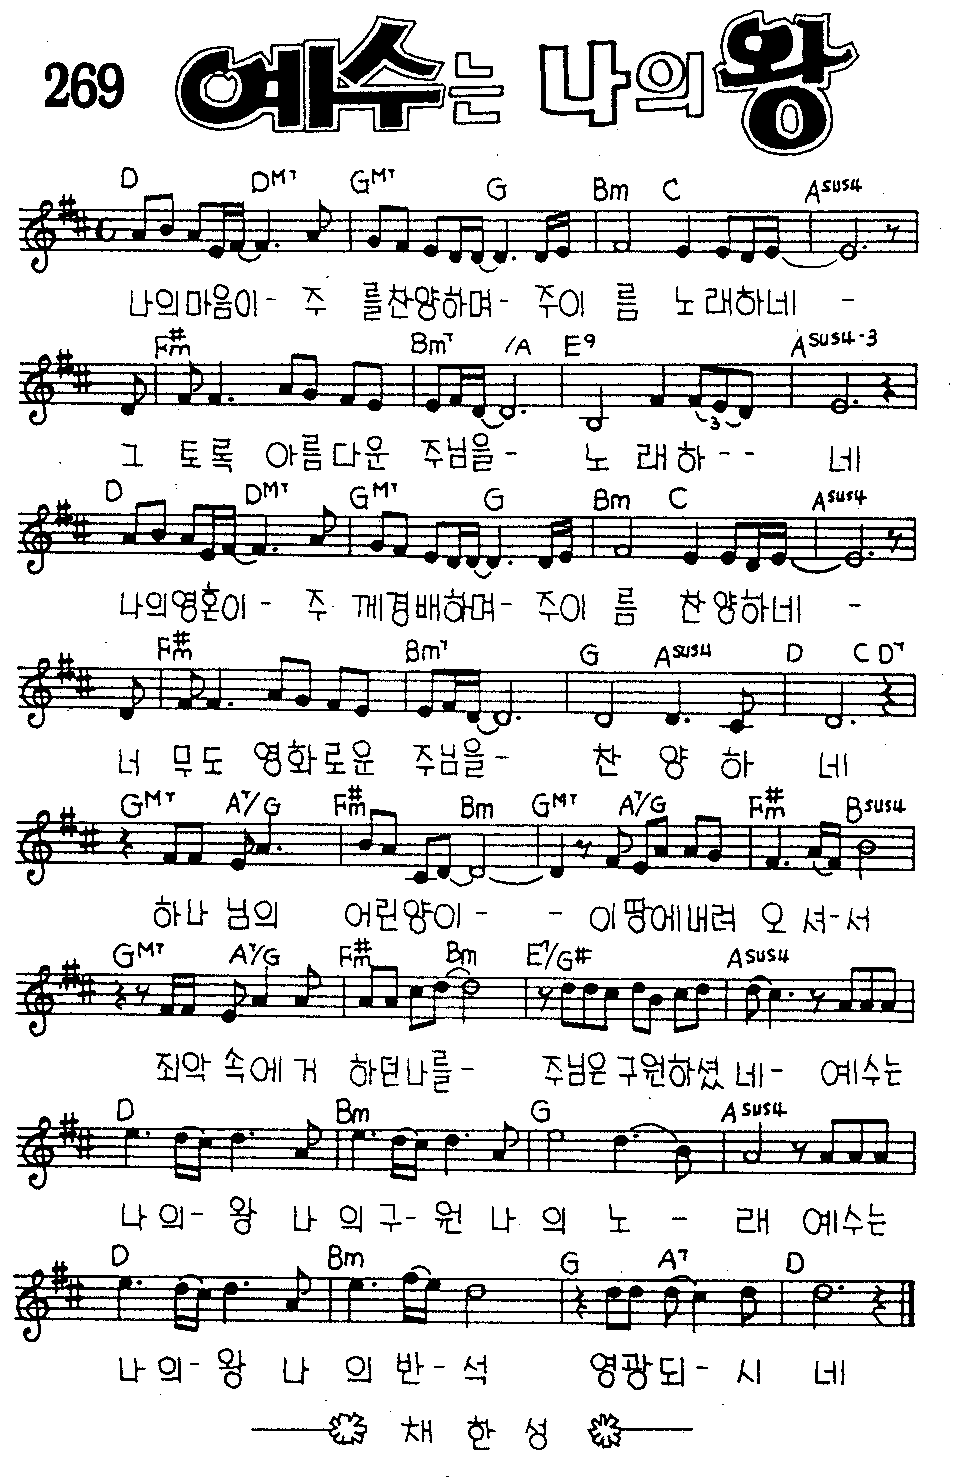 269 예수는 나의 왕
D DM7 GM7 G Bm C Asus4
나의마음이- 주 를찬양하며- 주이 름 노래하네 -
F#m Bm7 /A E9 Asus4-3
3
그 토록 아름다운 주님을- 노 래하-- 네
D DM7 GM7 G Bm C Asus4
나의영혼이- 주 께경배하며- 주이 름 찬양하네 -
F#m Bm7 G Asus4 D C D7
너 무도 영화로운 주님을- 찬 양 하 네
GM7 A7/G F#m Bm GM7 A7/G F#m Bsus4
하나 님의 어린양이- - 이땅에내려 오 셔-서
GM7 A7/G F#m Bm E7/G# Asus4
죄악 속에거 하던나를- 주님은구원하셨 네- 예수는
D Bm G Asus4
나의- 왕 나 의구-원 나 의 노 - 래 예수는
D Bm G A7 D
나의-왕 나 의반-석 영광되- 시 네
채 한 성